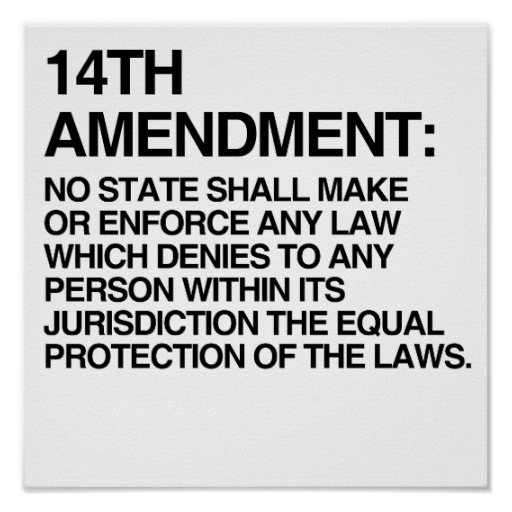 14TH
AMENDMENT:
NO STATE SHALL MAKE
OR ENFORCE ANY LAW
WHICH DENIES TO ANY
PERSON WITHIN ITS
JURISDICTION THE EQUAL
PROTECTION OF THE LAWS.